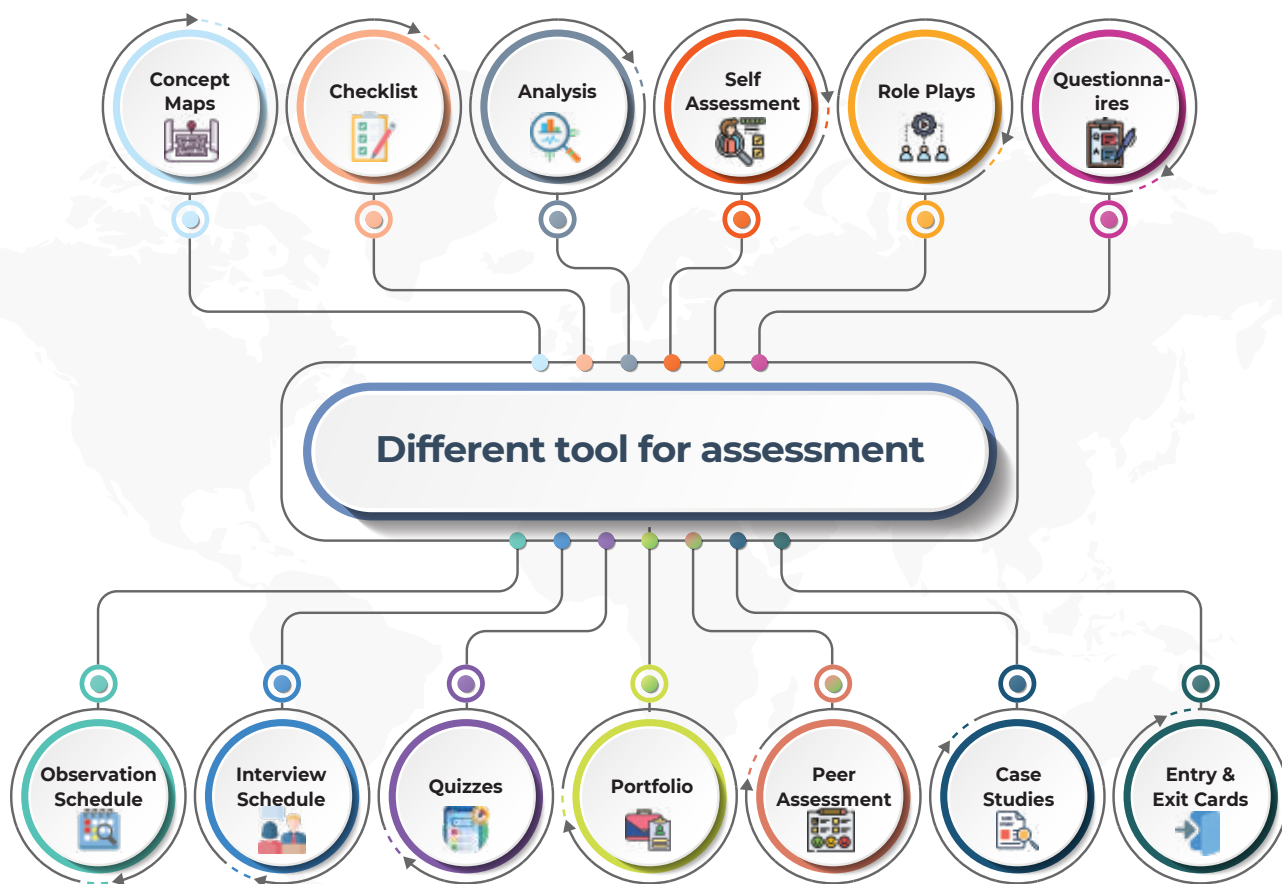 Concept
Maps
Checklist
Analysis
Self
Assessment
Role Plays
Questionna-
ires
Different tool for assessment
Observation
Schedule
Interview
Schedule
Quizzes
Portfolio
Peer
Assessment
Case
Studies
Entry &
Exit Cards